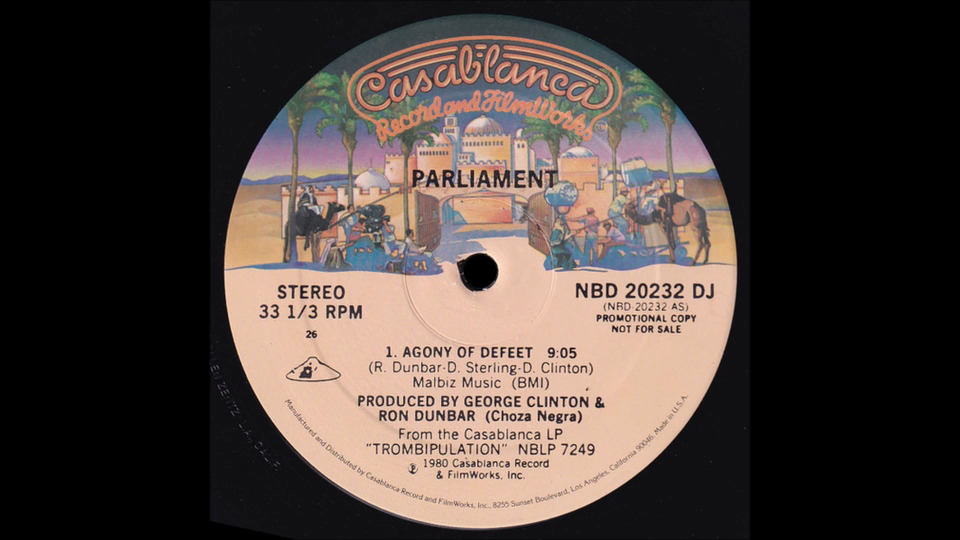 Casablanca
Record and FilmWorks
PARLIAMENT
STEREO
33 1/3 RPM
26
NBD 20232 DJ
(NBD-20232-AS)
PROMOTIONAL COPY
NOT FOR SALE
1. AGONY OF DEFEET 9:05
(R. Dunbar-D. Sterling-D. Clinton)
Malbiz Music (BMI)
PRODUCED BY GEORGE CLINTON &
RON DUNBAR (Choza Negra)
From the Casablanca LP
"TROMBIPULATION" NBLP 7249
℗ 1980 Casablanca Record
& FilmWorks, Inc.
Manufactured and Distributed by Casablanca Record and FilmWorks, Inc., 8255 Sunset Boulevard, Los Angeles, California 90046. Made in U.S.A.